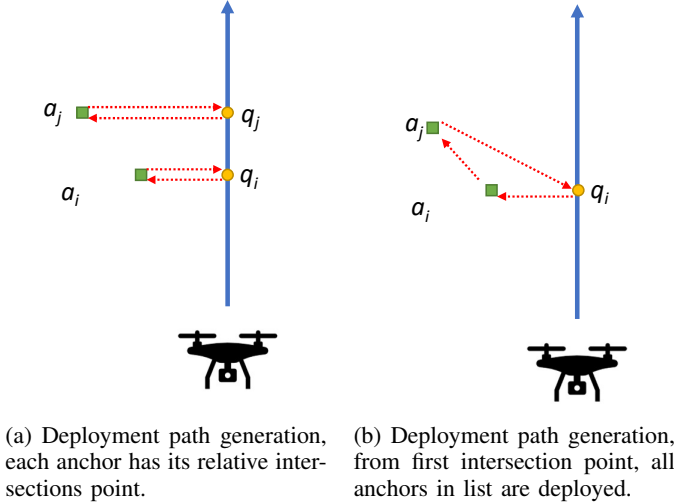 a_j
q_j
q_i
a_i
a_j
q_i
a_i
(a) Deployment path generation,
each anchor has its relative inter-
sections point.
(b) Deployment path generation,
from first intersection point, all
anchors in list are deployed.